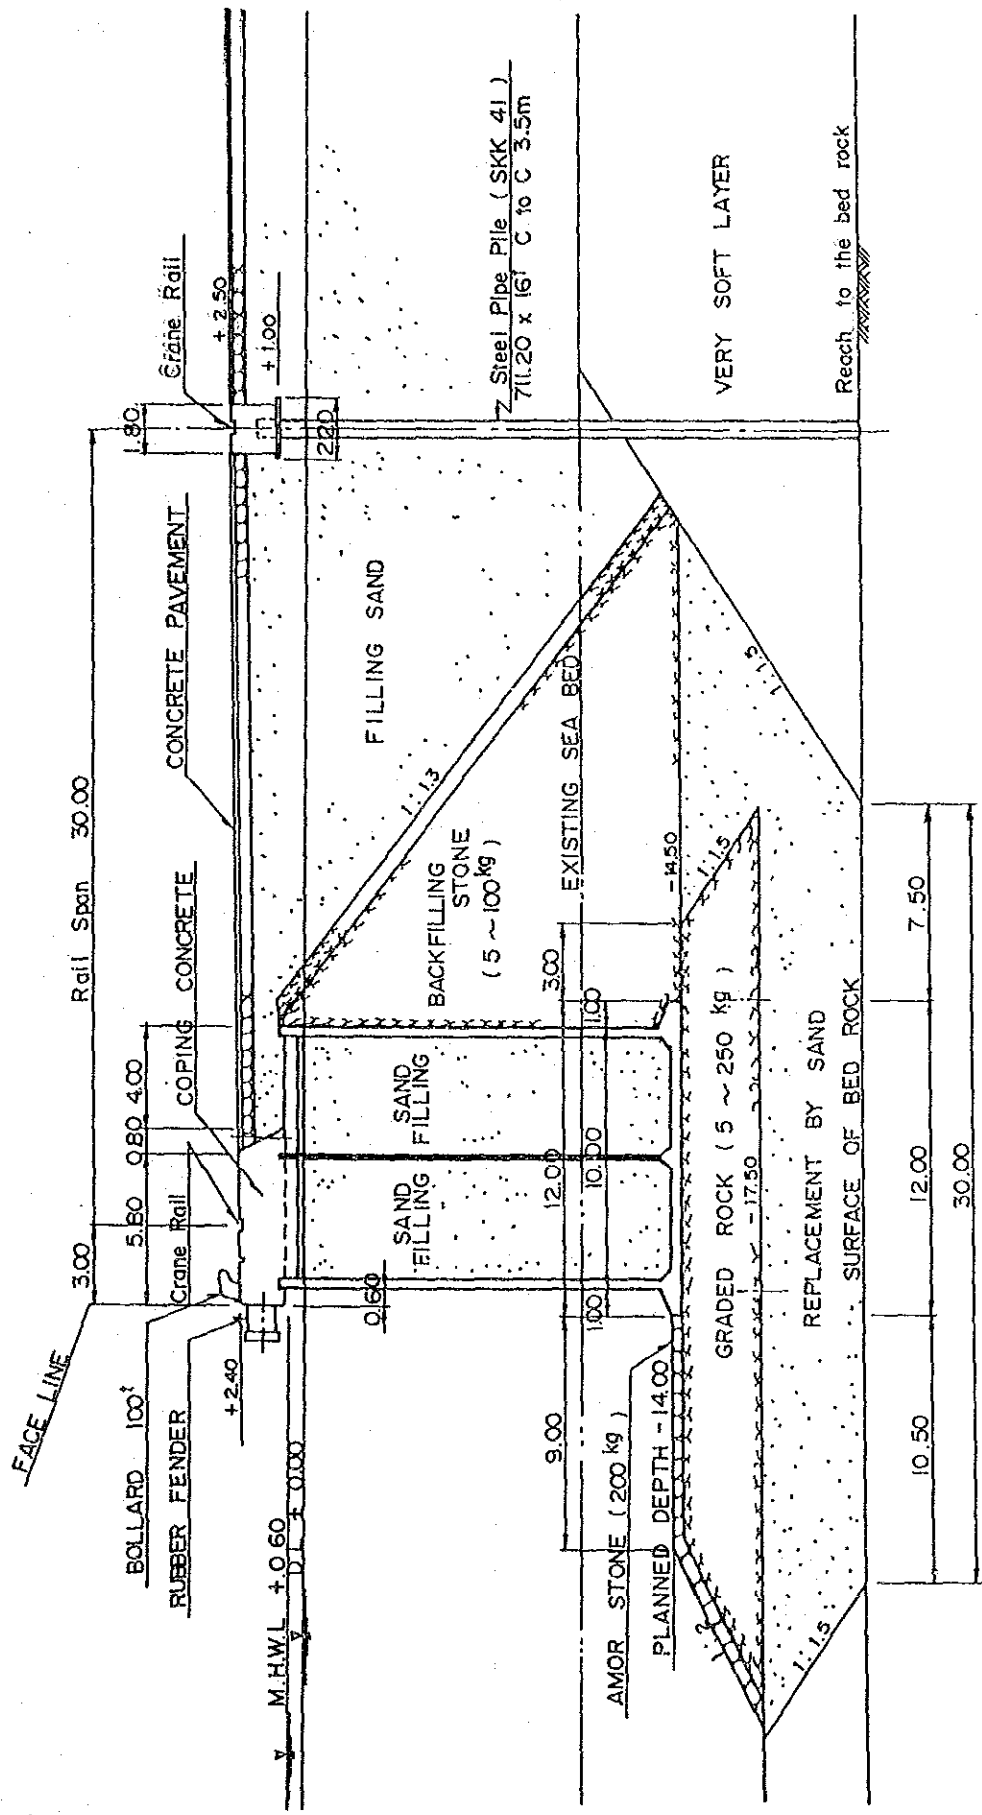 FACE LINE
BOLLARD 100t
RUBBER FENDER
3.00
Rail Span 30.00
5.80
0.80
4.00
Crane Rail
COPING CONCRETE
CONCRETE PAVEMENT
1.80
Crane Rail
+2.50
+1.00
2.20
+2.40
M.H.W.L +0.60
D.L ± 0.00
0.60
FILLING SAND
1:1.3
BACKFILLING
STONE
(5 ~ 100kg)
SAND
FILLING
SAND
FILLING
Steel Pipe Pile (SKK 41)
711.20 x 16T C to C 3.5m
EXISTING SEA BED
9.00
12.00
3.00
1.00
10.00
1.00
AMOR STONE (200kg)
PLANNED DEPTH -14.00
-14.50
1:2
1:1.5
GRADED ROCK (5 ~ 250 kg)
-17.50
VERY SOFT LAYER
REPLACEMENT BY SAND
1:1.5
1:1.5
SURFACE OF BED ROCK
Reach to the bed rock
10.50
12.00
7.50
30.00